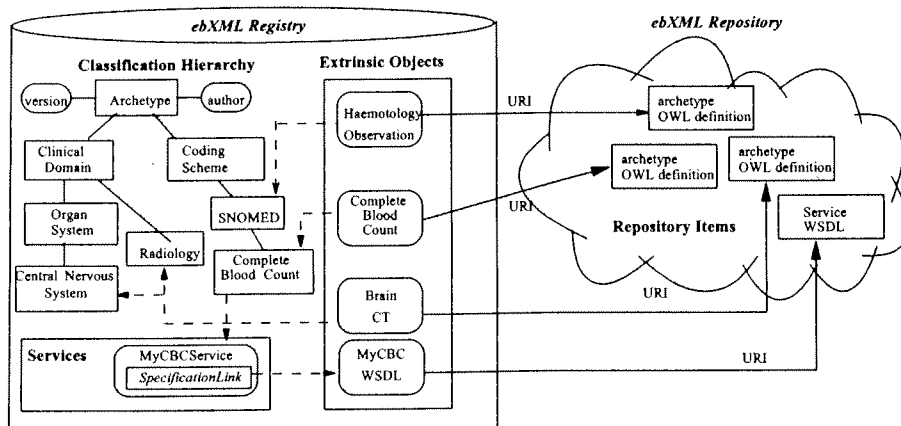 ebXML Registry
ebXML Repository
Classification Hierarchy
Extrinsic Objects
version
Archetype
author
Haemotology
Observation
URI
archetype
OWL definition
Clinical
Domain
Coding
Scheme
archetype
OWL definition
archetype
OWL definition
Organ
System
SNOMED
Complete
Blood
Count
URI
Repository Items
Service
WSDL
Radiology
Complete
Blood Count
Central Nervous
System
Brain
CT
URI
Services
MyCBCService
SpecificationLink
MyCBC
WSDL
URI